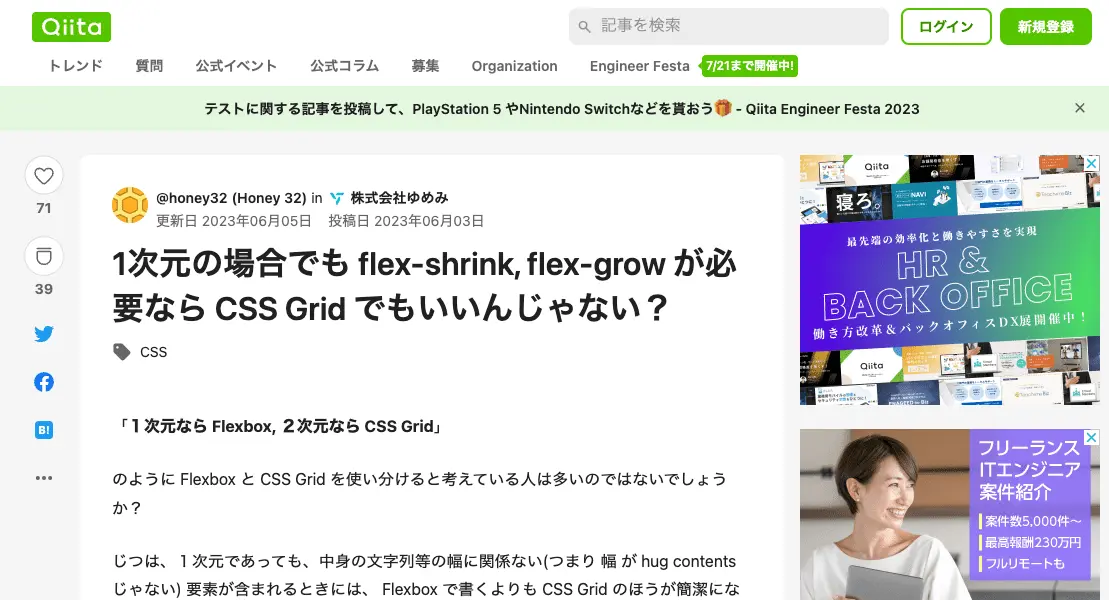 Qiita
記事を検索
ログイン
新規登録
トレンド 質問 公式イベント 公式コラム 募集 Organization Engineer Festa 7/21まで開催中!
テストに関する記事を投稿して、PlayStation 5 やNintendo Switchなどを貰おう🎁 - Qiita Engineer Festa 2023
71
39
B!
@honey32 (Honey 32) in 株式会社ゆめみ
更新日 2023年06月05日 投稿日 2023年06月03日
1次元の場合でも flex-shrink, flex-grow が必
要なら CSS Grid でもいいんじゃない？
CSS
「１次元なら Flexbox, ２次元なら CSS Grid」
のように Flexbox と CSS Grid を使い分けると考えている人は多いのではないでしょう
か？
じつは、１次元であっても、中身の文字列等の幅に関係ない(つまり 幅 が hug contents
じゃない) 要素が含まれるときには、 Flexbox で書くよりも CSS Grid のほうが簡潔にな
Qiita
寝ろ。
NAVI
最先端の効率化と働きやすさを実現
HR &
BACK OFFICE
働き方改革&バックオフィスDX展開催中！
Qiita
フリーランス
ITエンジニア
案件紹介
案件数5,000件〜
最高報酬230万円
フルリモートも